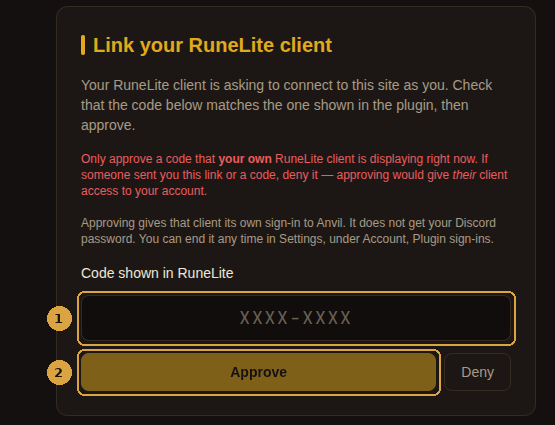 Link your RuneLite client
Your RuneLite client is asking to connect to this site as you. Check
that the code below matches the one shown in the plugin, then
approve.
Only approve a code that your own RuneLite client is displaying right now. If
someone sent you this link or a code, deny it — approving would give their client
access to your account.
Approving gives that client its own sign-in to Anvil. It does not get your Discord
password. You can end it any time in Settings, under Account, Plugin sign-ins.
Code shown in RuneLite
1 XXXX-XXXX
2 Approve Deny